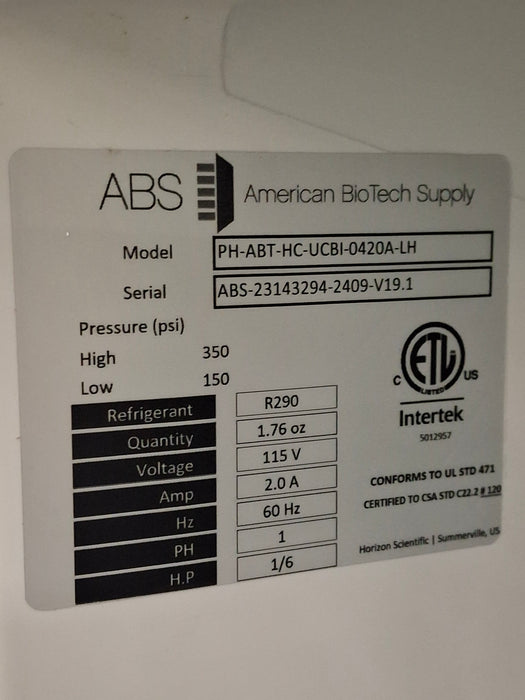 ABS American BioTech Supply
Model PH-ABT-HC-UCBI-0420A-LH
Serial ABS-23143294-2409-V19.1
Pressure (psi)
High 350
Low 150
Refrigerant R290
Quantity 1.76 oz
Voltage 115 V
Amp 2.0 A
Hz 60 Hz
PH 1
H.P 1/6
C ETL US
LISTED
Intertek
5012957
CONFORMS TO UL STD 471
CERTIFIED TO CSA STD C22.2 # 120
Horizon Scientific | Summerville, US